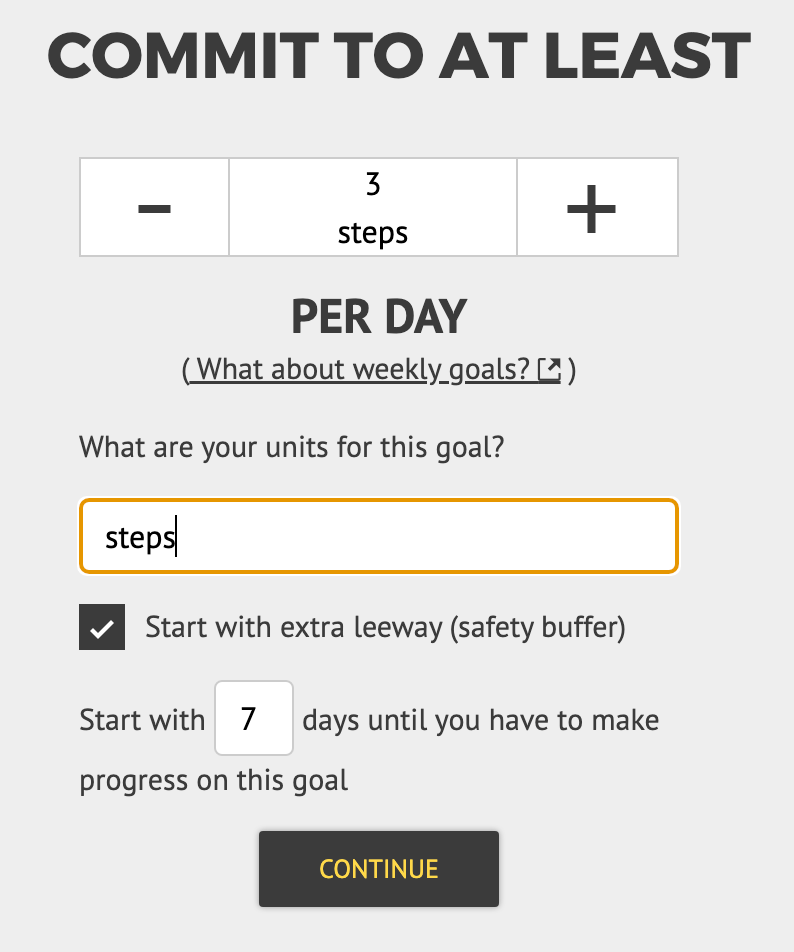 COMMIT TO AT LEAST
− 3 +
steps
PER DAY
( What about weekly goals? )
What are your units for this goal?
steps
Start with extra leeway (safety buffer)
Start with 7 days until you have to make
progress on this goal
CONTINUE